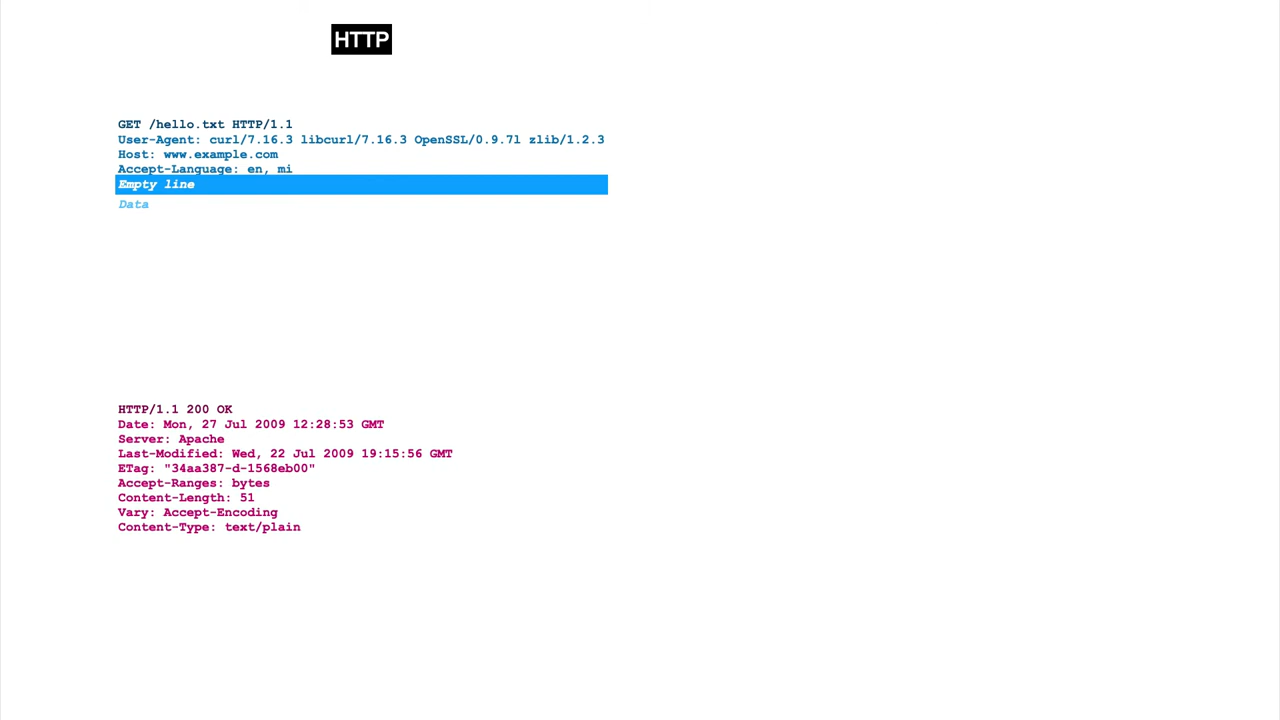 HTTP
GET /hello.txt HTTP/1.1
User-Agent: curl/7.16.3 libcurl/7.16.3 OpenSSL/0.9.7l zlib/1.2.3
Host: www.example.com
Accept-Language: en, mi
Empty line
Data
HTTP/1.1 200 OK
Date: Mon, 27 Jul 2009 12:28:53 GMT
Server: Apache
Last-Modified: Wed, 22 Jul 2009 19:15:56 GMT
ETag: "34aa387-d-1568eb00"
Accept-Ranges: bytes
Content-Length: 51
Vary: Accept-Encoding
Content-Type: text/plain